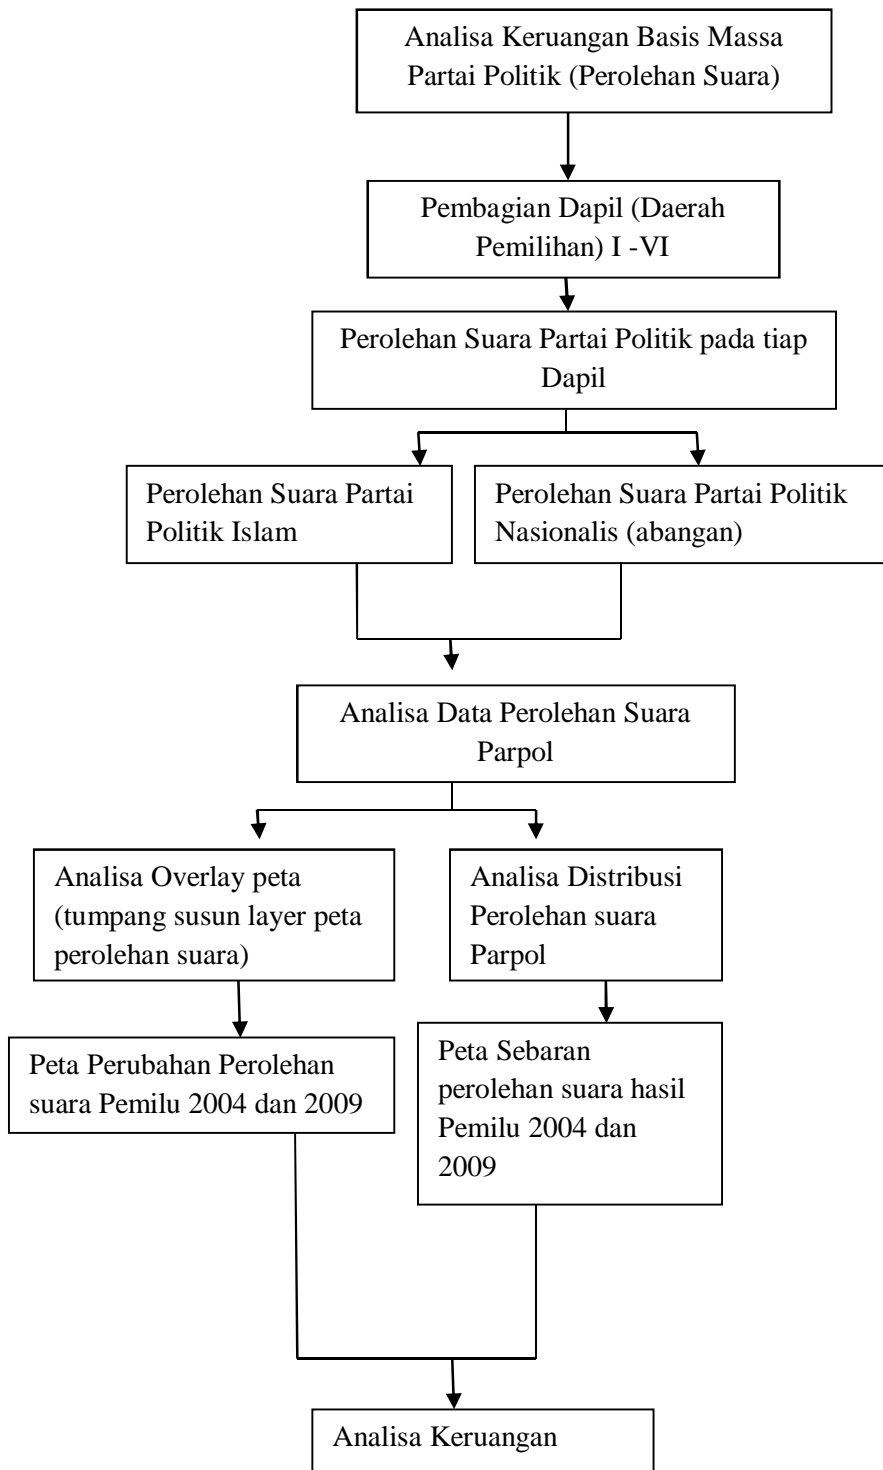 Analisa Keruangan Basis Massa
Partai Politik (Perolehan Suara)
Pembagian Dapil (Daerah
Pemilihan) I -VI
Perolehan Suara Partai Politik pada tiap
Dapil
Perolehan Suara Partai
Politik Islam
Perolehan Suara Partai Politik
Nasionalis (abangan)
Analisa Data Perolehan Suara
Parpol
Analisa Overlay peta
(tumpang susun layer peta
perolehan suara)
Analisa Distribusi
Perolehan suara
Parpol
Peta Perubahan Perolehan
suara Pemilu 2004 dan 2009
Peta Sebaran
perolehan suara hasil
Pemilu 2004 dan
2009
Analisa Keruangan